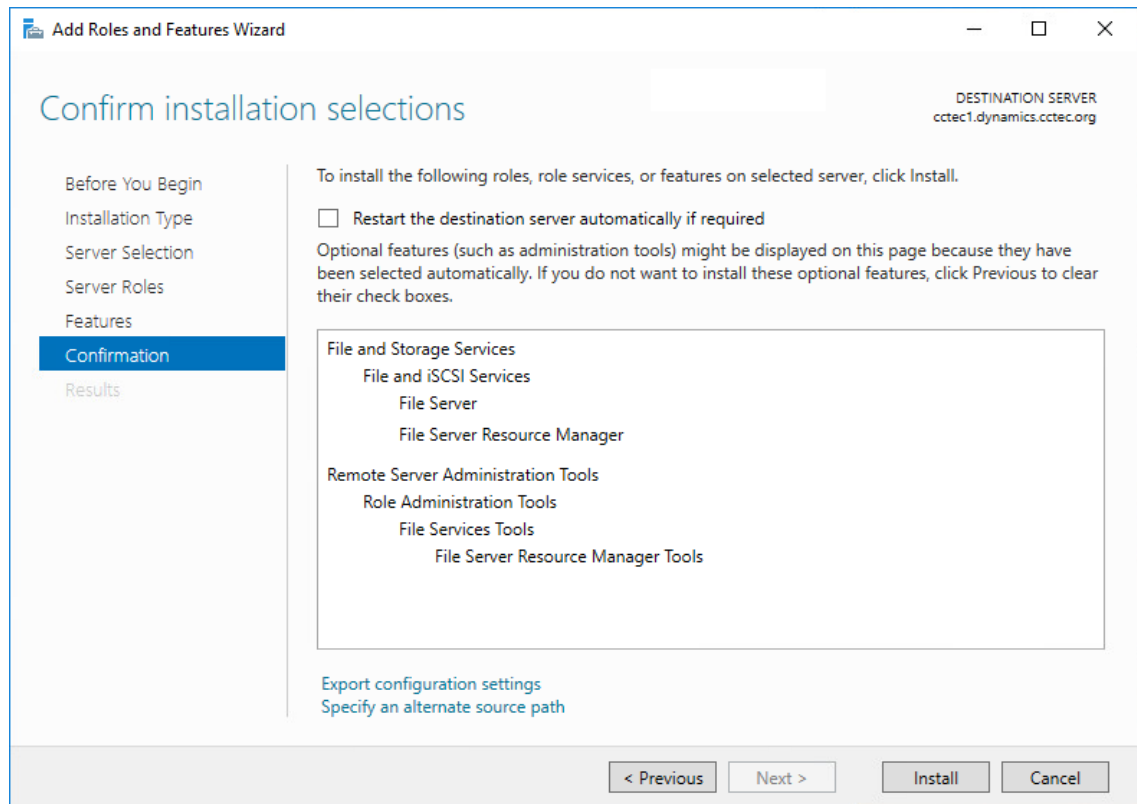 Add Roles and Features Wizard
Confirm installation selections
DESTINATION SERVER
cctec1.dynamics.cctec.org
Before You Begin
Installation Type
Server Selection
Server Roles
Features
Confirmation
Results
To install the following roles, role services, or features on selected server, click Install.
Restart the destination server automatically if required
Optional features (such as administration tools) might be displayed on this page because they have
been selected automatically. If you do not want to install these optional features, click Previous to clear
their check boxes.
File and Storage Services
File and iSCSI Services
File Server
File Server Resource Manager
Remote Server Administration Tools
Role Administration Tools
File Services Tools
File Server Resource Manager Tools
Export configuration settings
Specify an alternate source path
< Previous
Next >
Install
Cancel